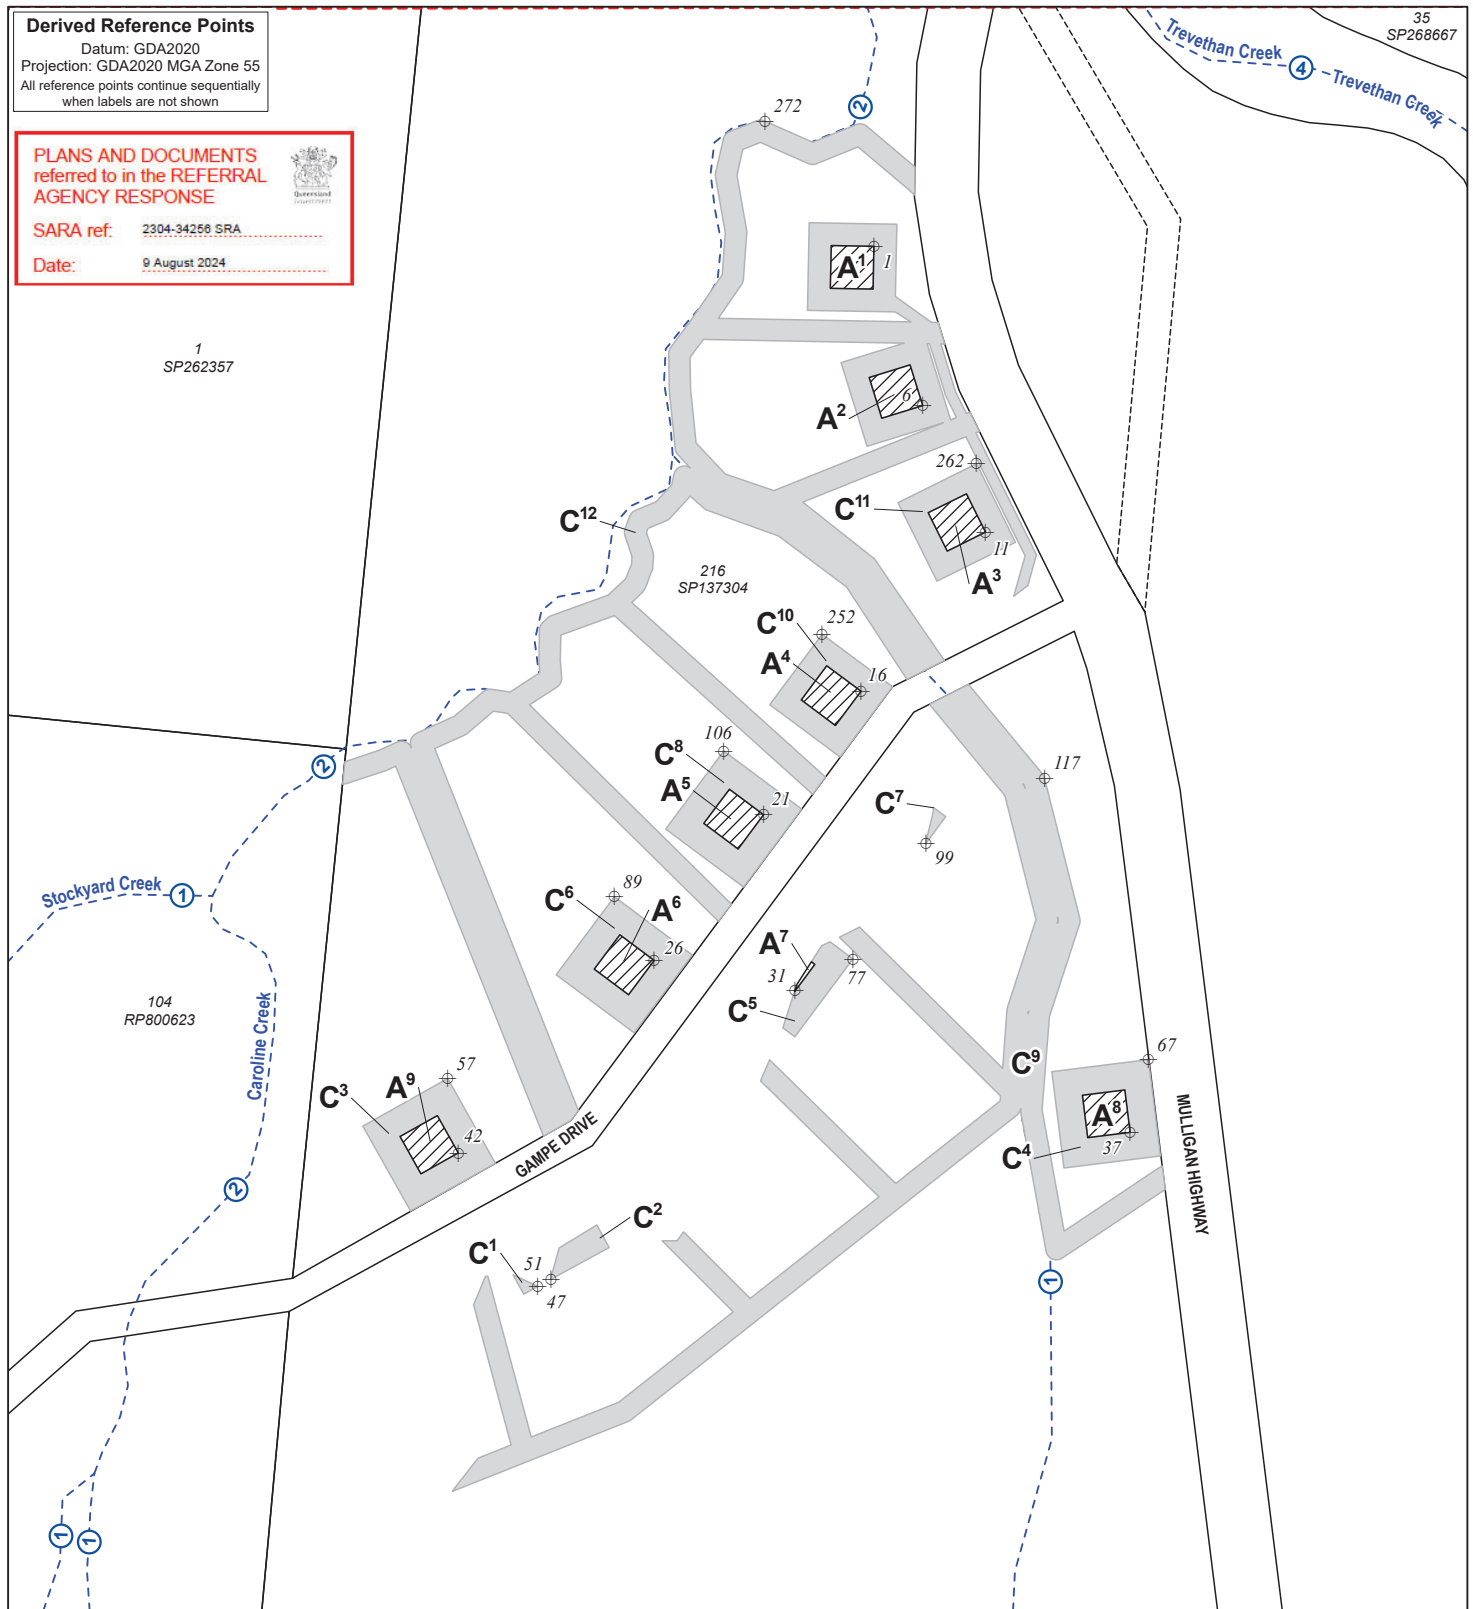 Derived Reference Points
Datum: GDA2020
Projection: GDA2020 MGA Zone 55
All reference points continue sequentially
when labels are not shown
PLANS AND DOCUMENTS
referred to in the REFERRAL
AGENCY RESPONSE
Queensland
Government
SARA ref: 2304-34256 SRA
Date: 9 August 2024
35
SP268667
Trevethan Creek
4
Trevethan Creek
2
272
A1
1
1
SP262357
6
A2
262
C11
11
A3
C12
216
SP137304
C10
252
A4
16
106
C8
A5
21
2
117
C7
99
Stockyard Creek
1
89
C6
A6
26
A7
31
77
C5
104
RP800623
Caroline Creek
57
C3
A9
42
C9
67
A8
37
C4
MULLIGAN HIGHWAY
GAMPE DRIVE
2
C2
C1
51
47
1
1
1